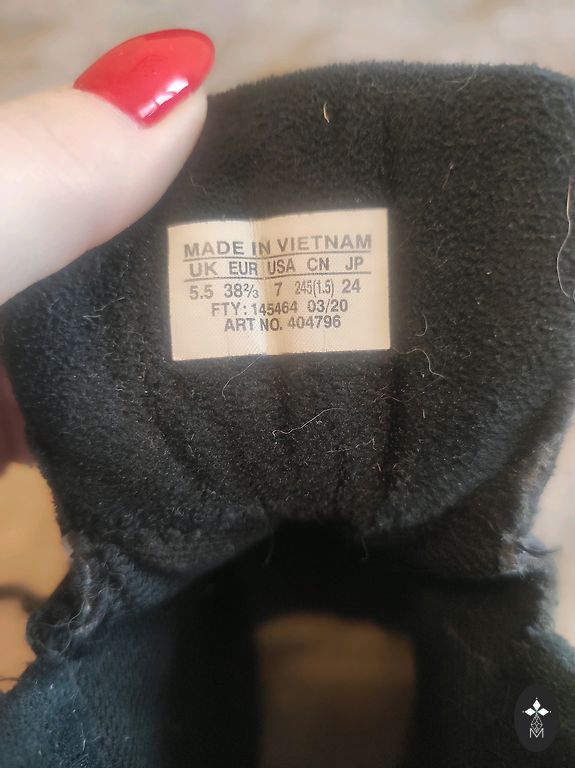 MADE IN VIETNAM
UK EUR USA CN JP
5.5 38⅔ 7 245(1.5) 24
FTY: 145464 03/20
ART NO. 404796
M